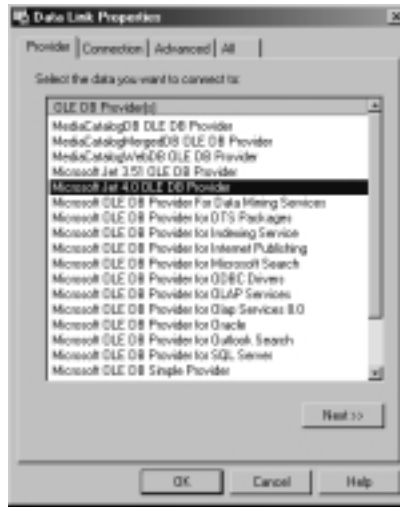 Data Link Properties
Provider Connection Advanced All
Select the data you want to connect to:
OLE DB Provider(s)
MediaCatalogDB OLE DB Provider
MediaCatalogMergedDB OLE DB Provider
MediaCatalogWebDB OLE DB Provider
Microsoft Jet 3.51 OLE DB Provider
Microsoft Jet 4.0 OLE DB Provider
Microsoft OLE DB Provider For Data Mining Services
Microsoft OLE DB Provider for DTS Packages
Microsoft OLE DB Provider for Indexing Service
Microsoft OLE DB Provider for Internet Publishing
Microsoft OLE DB Provider for Microsoft Search
Microsoft OLE DB Provider for ODBC Drivers
Microsoft OLE DB Provider for OLAP Services
Microsoft OLE DB Provider for Olap Services 8.0
Microsoft OLE DB Provider for Oracle
Microsoft OLE DB Provider for Outlook Search
Microsoft OLE DB Provider for SQL Server
Microsoft OLE DB Simple Provider
Next >>
OK Cancel Help